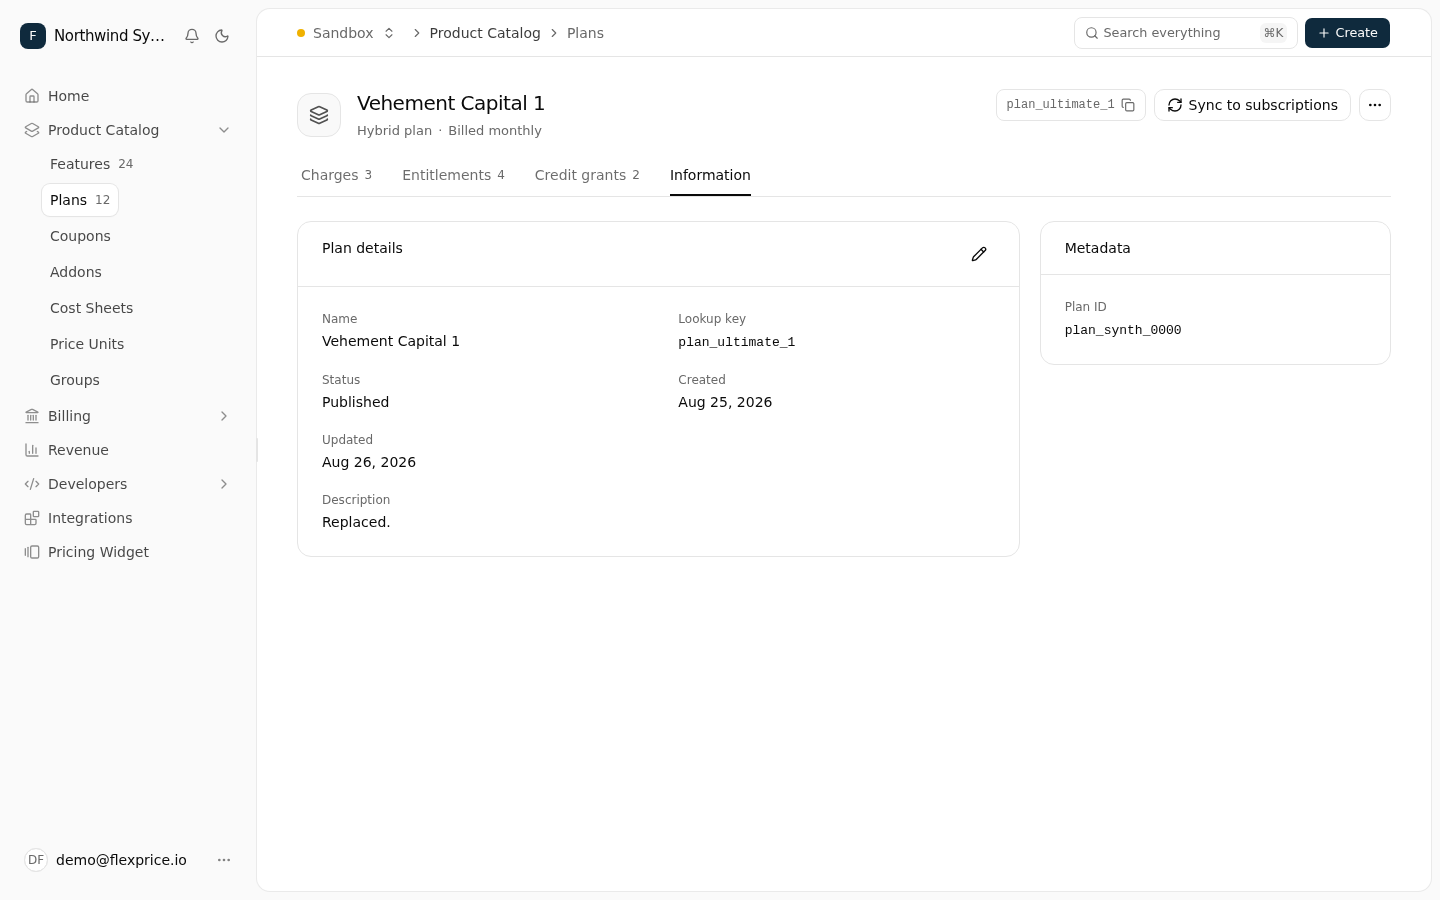 F
Northwind Sy…
Home
Product Catalog
Features 24
Plans 12
Coupons
Addons
Cost Sheets
Price Units
Groups
Billing
Revenue
Developers
Integrations
Pricing Widget
DF demo@flexprice.io
Sandbox
Product Catalog
Plans
Search everything ⌘K
Create
Vehement Capital 1
Hybrid plan · Billed monthly
plan_ultimate_1
Sync to subscriptions
Charges 3
Entitlements 4
Credit grants 2
Information
Plan details
Name
Vehement Capital 1
Lookup key
plan_ultimate_1
Status
Published
Created
Aug 25, 2026
Updated
Aug 26, 2026
Description
Replaced.
Metadata
Plan ID
plan_synth_0000